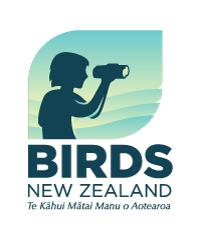 BIRDS
NEW ZEALAND
Te Kāhui Mātai Manu o Aotearoa